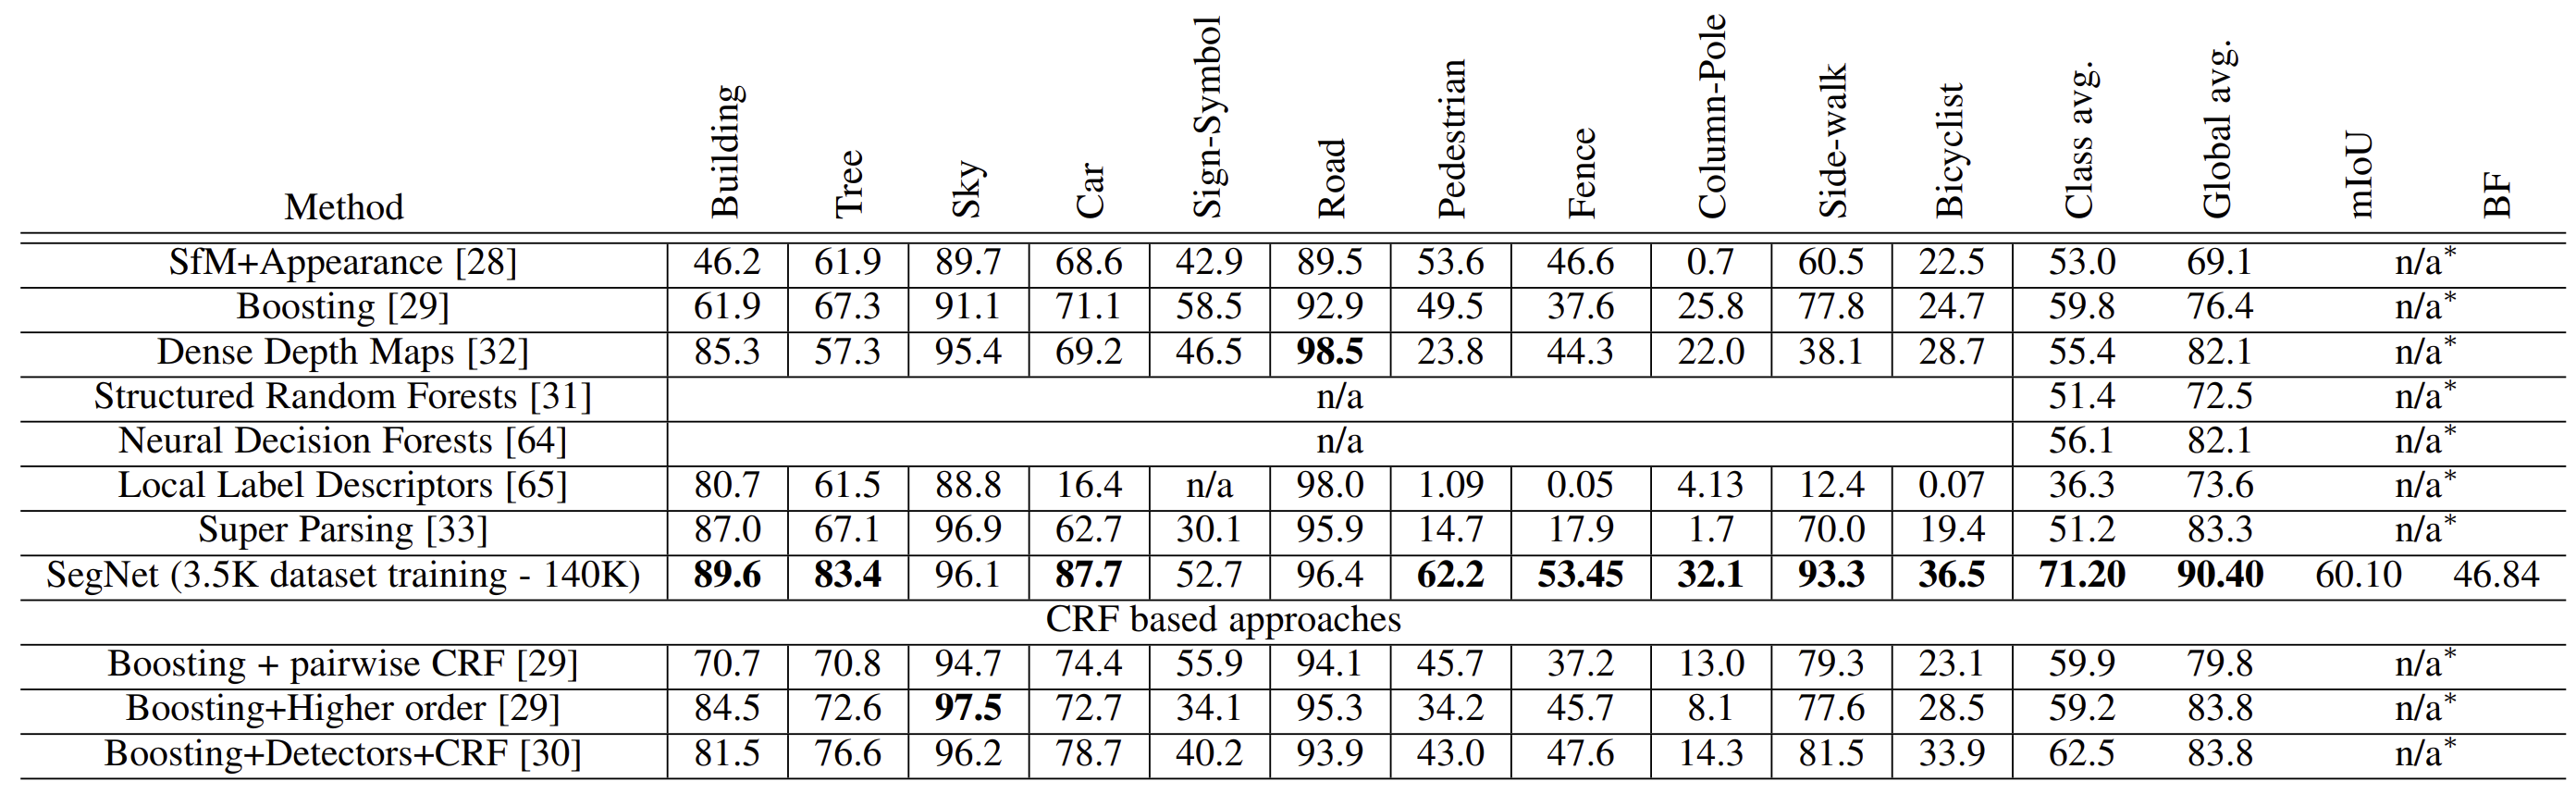 Method Building Tree Sky Car Sign-Symbol Road Pedestrian Fence Column-Pole Side-walk Bicyclist Class avg. Global avg. mIoU BF
SfM+Appearance [28] 46.2 61.9 89.7 68.6 42.9 89.5 53.6 46.6 0.7 60.5 22.5 53.0 69.1 n/a*
Boosting [29] 61.9 67.3 91.1 71.1 58.5 92.9 49.5 37.6 25.8 77.8 24.7 59.8 76.4 n/a*
Dense Depth Maps [32] 85.3 57.3 95.4 69.2 46.5 98.5 23.8 44.3 22.0 38.1 28.7 55.4 82.1 n/a*
Structured Random Forests [31] n/a 51.4 72.5 n/a*
Neural Decision Forests [64] n/a 56.1 82.1 n/a*
Local Label Descriptors [65] 80.7 61.5 88.8 16.4 n/a 98.0 1.09 0.05 4.13 12.4 0.07 36.3 73.6 n/a*
Super Parsing [33] 87.0 67.1 96.9 62.7 30.1 95.9 14.7 17.9 1.7 70.0 19.4 51.2 83.3 n/a*
SegNet (3.5K dataset training - 140K) 89.6 83.4 96.1 87.7 52.7 96.4 62.2 53.45 32.1 93.3 36.5 71.20 90.40 60.10 46.84
CRF based approaches
Boosting + pairwise CRF [29] 70.7 70.8 94.7 74.4 55.9 94.1 45.7 37.2 13.0 79.3 23.1 59.9 79.8 n/a*
Boosting+Higher order [29] 84.5 72.6 97.5 72.7 34.1 95.3 34.2 45.7 8.1 77.6 28.5 59.2 83.8 n/a*
Boosting+Detectors+CRF [30] 81.5 76.6 96.2 78.7 40.2 93.9 43.0 47.6 14.3 81.5 33.9 62.5 83.8 n/a*